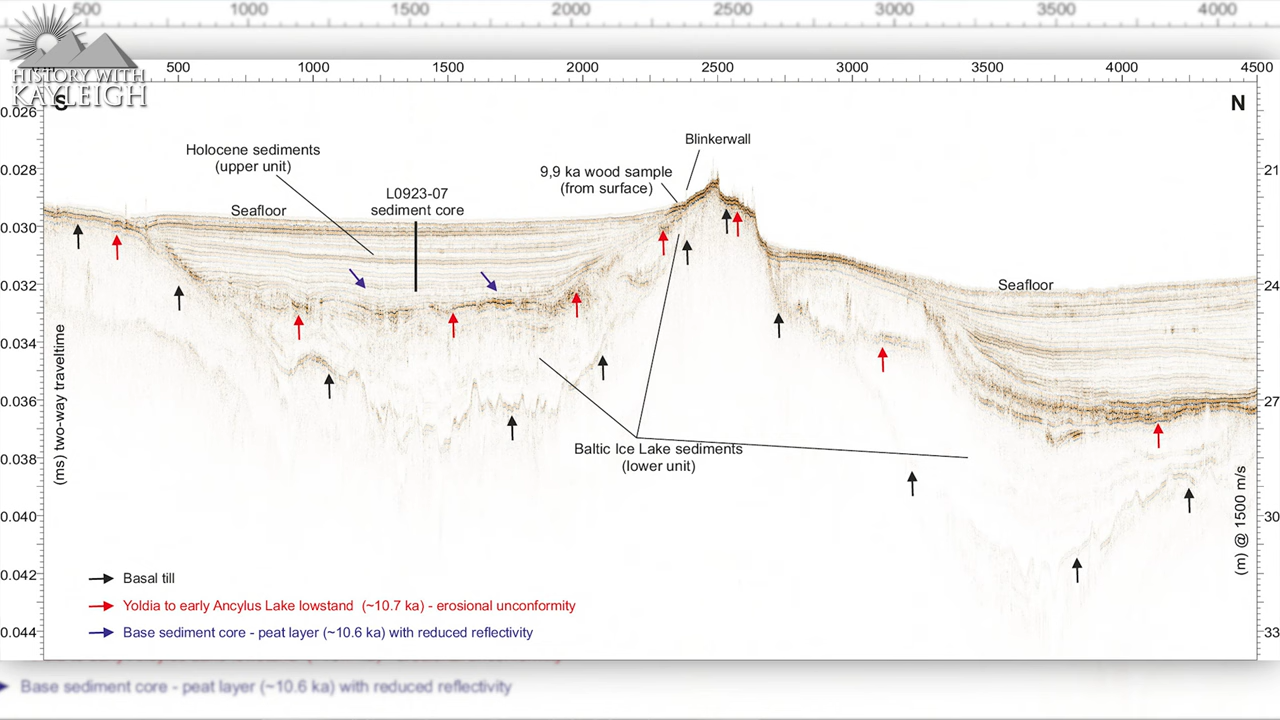 500 1000 1500 2000 2500 3000 3500 4000
HISTORY WITH
KAYLEIGH
500 1000 1500 2000 2500 3000 3500 4000 4500
S
N
0.026
0.028
0.030
0.032
0.034
0.036
0.038
0.040
0.042
0.044
(ms) two-way traveltime
21
24
27
30
33
(m) @ 1500 m/s
Blinkerwall
Holocene sediments
(upper unit)
9,9 ka wood sample
(from surface)
L0923-07
sediment core
Seafloor
Seafloor
Baltic Ice Lake sediments
(lower unit)
Basal till
Yoldia to early Ancylus Lake lowstand (~10.7 ka) - erosional unconformity
Base sediment core - peat layer (~10.6 ka) with reduced reflectivity
Base sediment core - peat layer (~10.6 ka) with reduced reflectivity